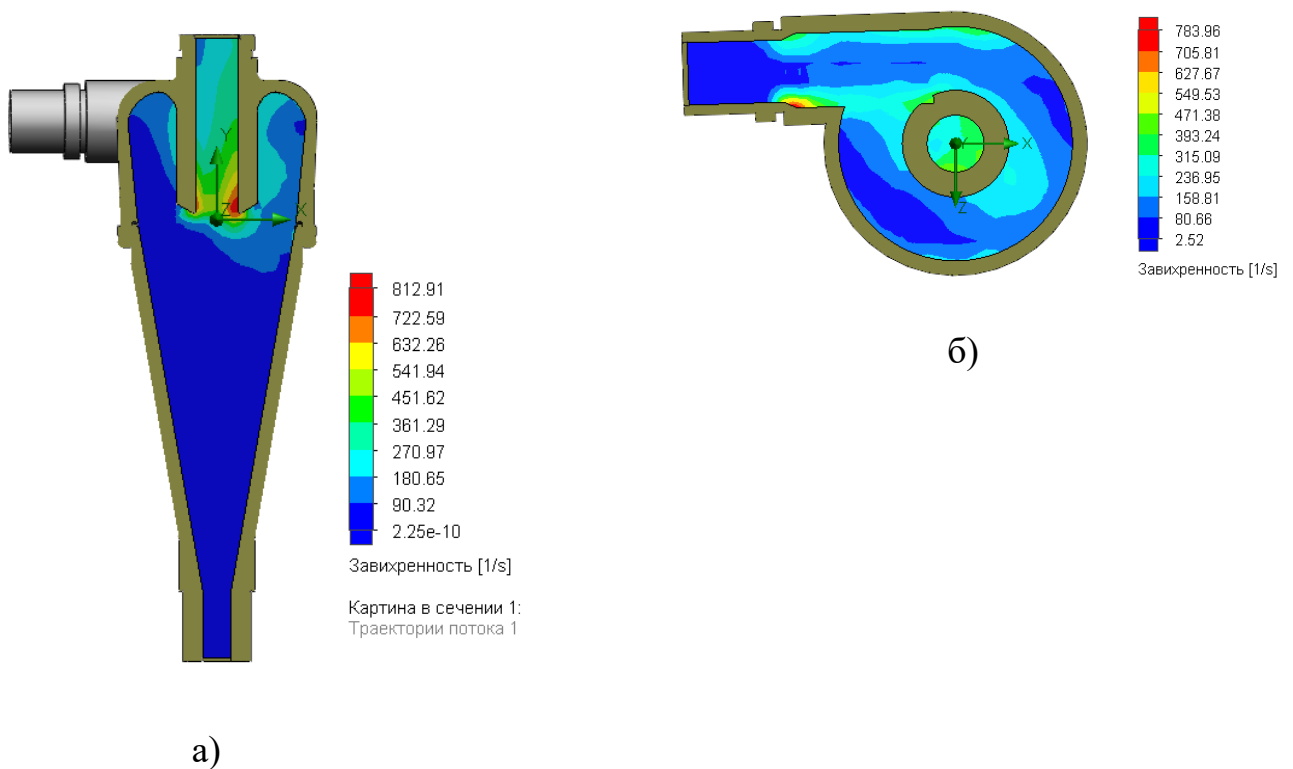 Y
X
Z
812.91
722.59
632.26
541.94
451.62
361.29
270.97
180.65
90.32
2.25e-10
Завихренность [1/s]
Картина в сечении 1:
Траектории потока 1
а)
Y
X
Z
783.96
705.81
627.67
549.53
471.38
393.24
315.09
236.95
158.81
80.66
2.52
Завихренность [1/s]
б)